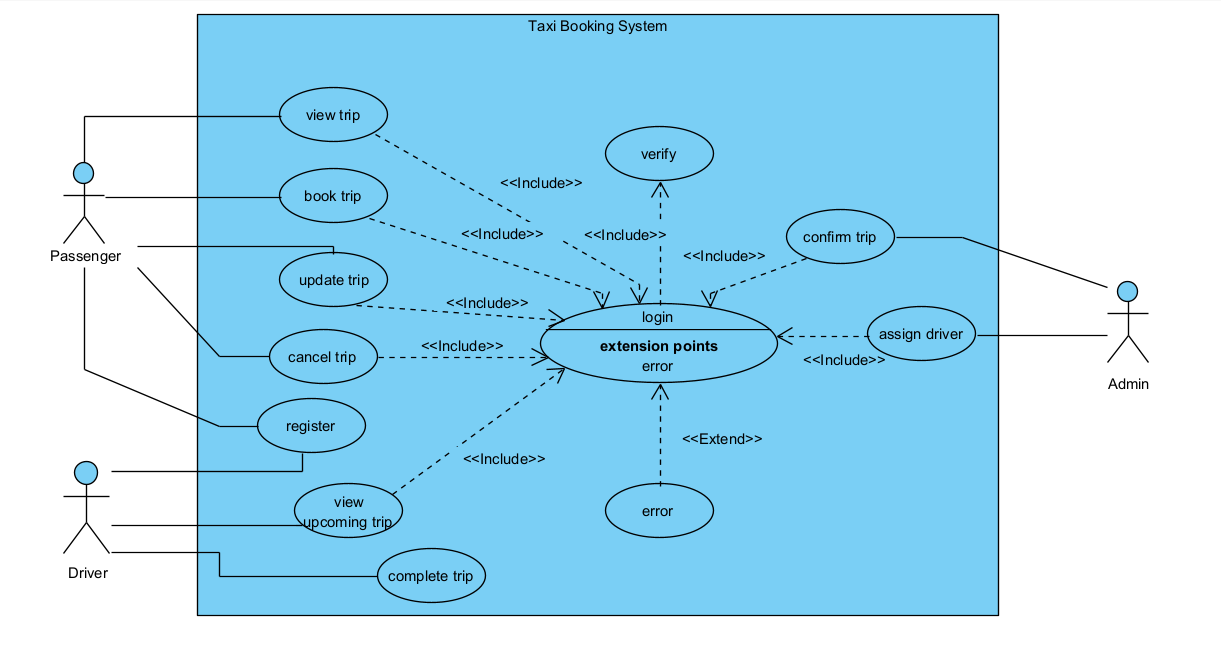 Taxi Booking System
view trip
verify
<<Include>>
book trip
<<Include>>
<<Include>>
confirm trip
Passenger
<<Include>>
update trip
<<Include>>
login
assign driver
cancel trip
<<Include>>
extension points
error
<<Include>>
Admin
register
<<Extend>>
<<Include>>
view
upcoming trip
error
Driver
complete trip